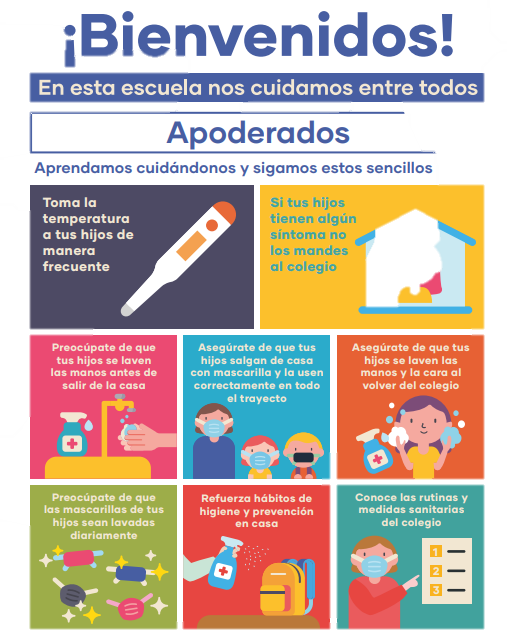 ¡Bienvenidos!
En esta escuela nos cuidamos entre todos
Apoderados
Aprendamos cuidándonos y sigamos estos sencillos
Toma la
temperatura
a tus hijos de
manera
frecuente
Si tus hijos
tienen algún
síntoma no
los mandes
al colegio
Preocúpate de que
tus hijos se laven
las manos antes de
salir de la casa
Asegúrate de que tus
hijos salgan de casa
con mascarilla y la usen
correctamente en todo
el trayecto
Asegúrate de que tus
hijos se laven las
manos y la cara al
volver del colegio
Preocúpate de que
las mascarillas de tus
hijos sean lavadas
diariamente
Refuerza hábitos de
higiene y prevención
en casa
Conoce las rutinas y
medidas sanitarias
del colegio
1
2
3